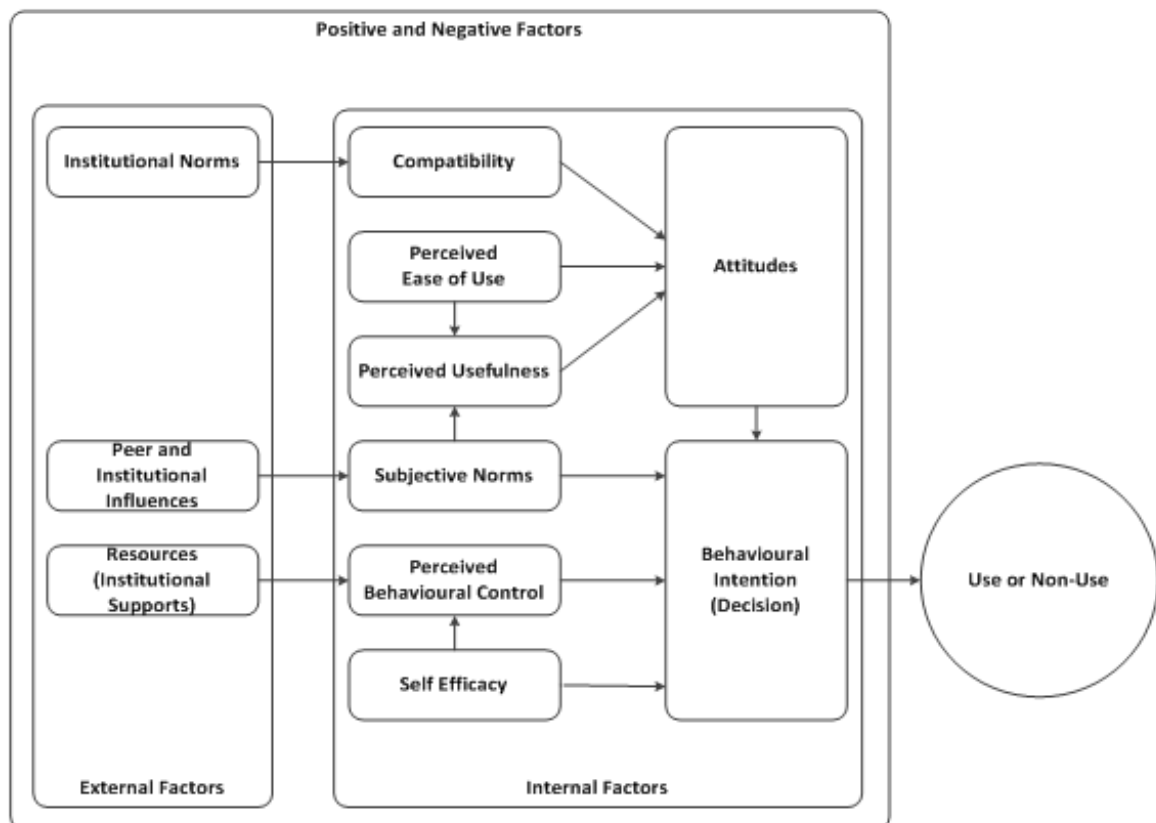 Positive and Negative Factors
Institutional Norms
Compatibility
Perceived
Ease of Use
Attitudes
Perceived Usefulness
Peer and
Institutional
Influences
Subjective Norms
Resources
(Institutional
Supports)
Perceived
Behavioural Control
Behavioural
Intention
(Decision)
Use or Non-Use
Self Efficacy
External Factors
Internal Factors